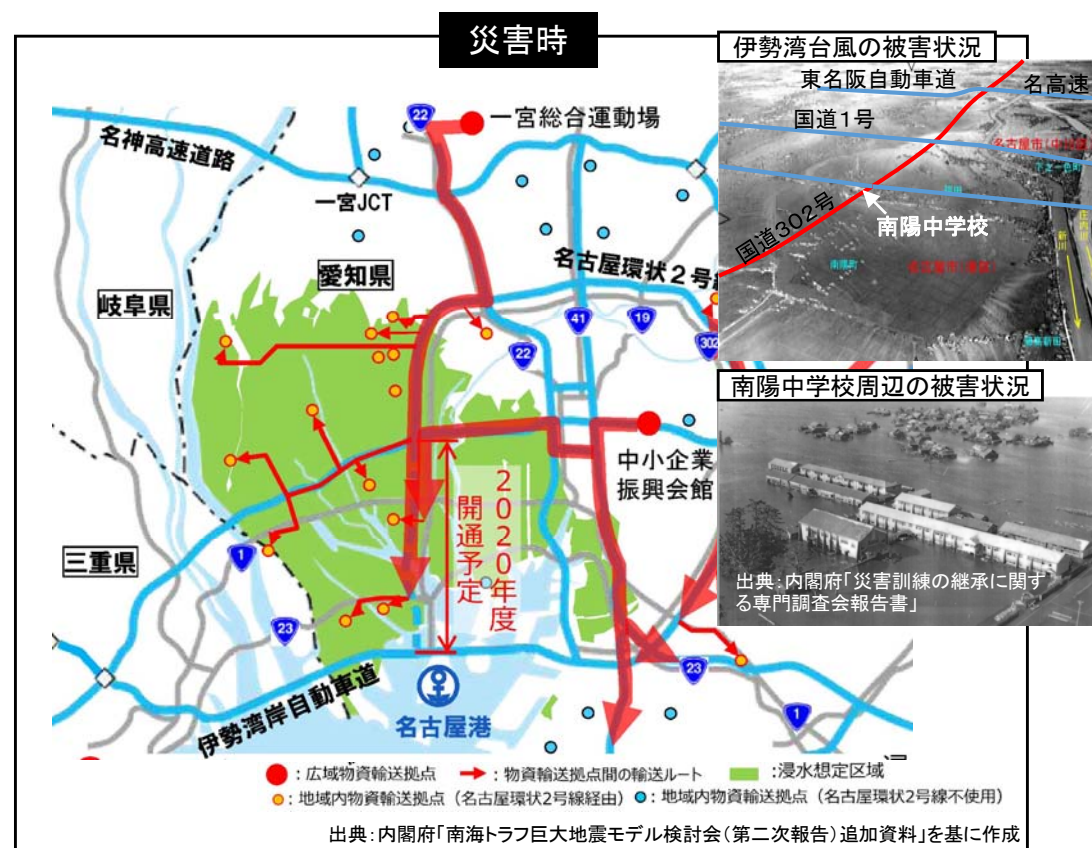 災害時
伊勢湾台風の被害状況
東名阪自動車道
名高速
国道1号
国道302号
南陽中学校
南陽町
新川
庄内川
南陽中学校周辺の被害状況
出典:内閣府「災害訓練の継承に関す
る専門調査会報告書」
22
一宮総合運動場
名神高速道路
一宮JCT
愛知県
岐阜県
名古屋環状2号
41
19
22
302
中小企業
振興会館
2020年度
開通予定
三重県
1
23
23
1
伊勢湾岸自動車道
名古屋港
:広域物資輸送拠点
:物資輸送拠点間の輸送ルート
:浸水想定区域
:地域内物資輸送拠点(名古屋環状2号線経由)
:地域内物資輸送拠点(名古屋環状2号線不使用)
出典:内閣府「南海トラフ巨大地震モデル検討会(第二次報告)追加資料」を基に作成